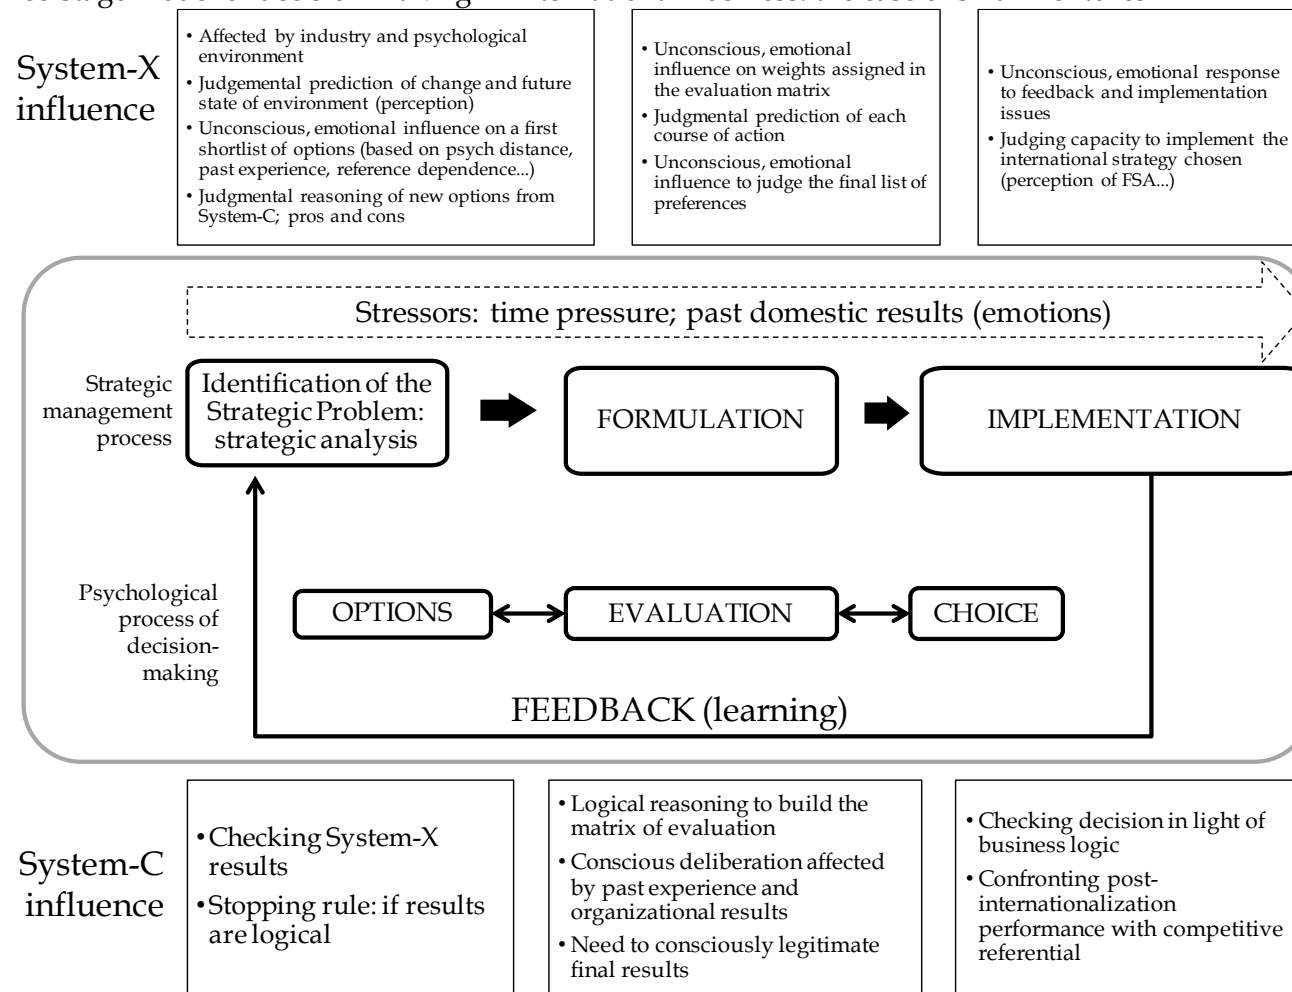 System-X
influence
• Affected by industry and psychological
environment
• Judgemental prediction of change and future
state of environment (perception)
• Unconscious, emotional influence on a first
shortlist of options (based on psych distance,
past experience, reference dependence...)
• Judgmental reasoning of new options from
System-C; pros and cons
• Unconscious, emotional
influence on weights assigned in
the evaluation matrix
• Judgmental prediction of each
course of action
• Unconscious, emotional
influence to judge the final list of
preferences
• Unconscious, emotional response
to feedback and implementation
issues
• Judging capacity to implement the
international strategy chosen
(perception of FSA...)
Stressors: time pressure; past domestic results (emotions)
Strategic
management
process
Identification of the
Strategic Problem:
strategic analysis
FORMULATION
IMPLEMENTATION
Psychological
process of
decision-
making
OPTIONS
EVALUATION
CHOICE
FEEDBACK (learning)
System-C
influence
• Checking System-X
results
• Stopping rule: if results
are logical
• Logical reasoning to build the
matrix of evaluation
• Conscious deliberation affected
by past experience and
organizational results
• Need to consciously legitimate
final results
• Checking decision in light of
business logic
• Confronting post-
internationalization
performance with competitive
referential